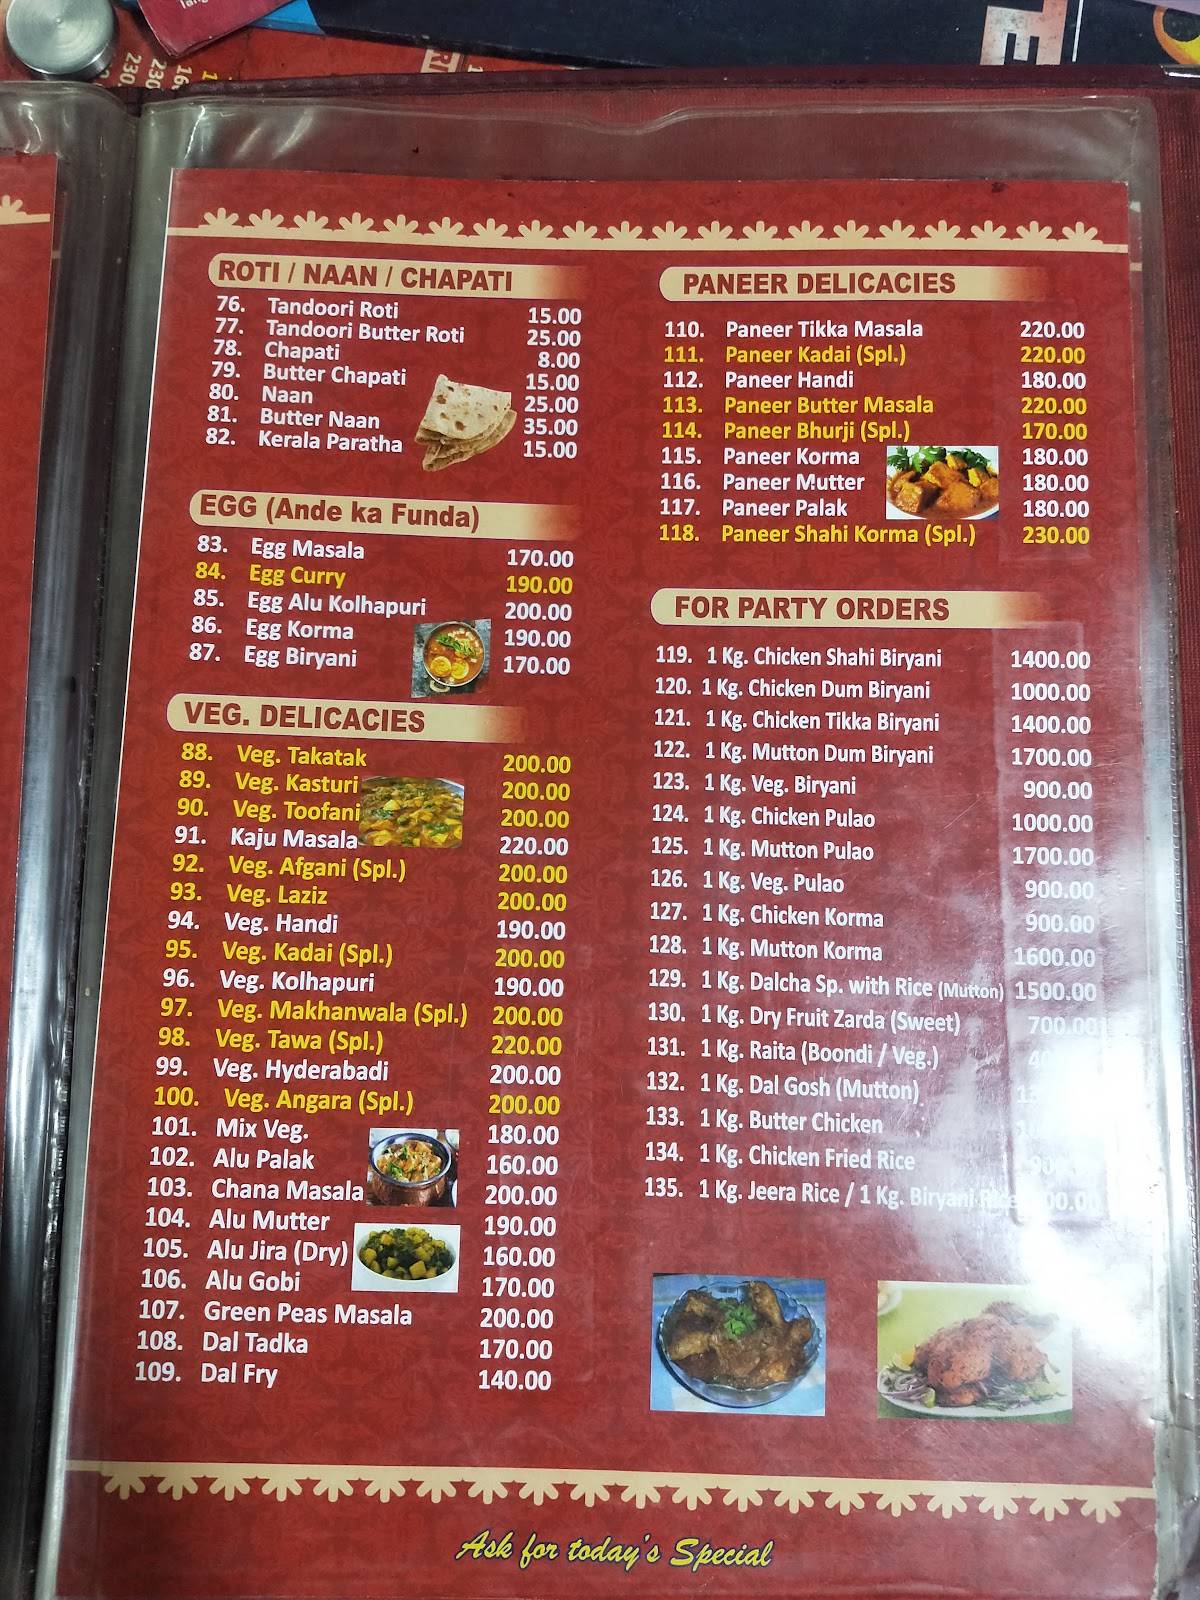 230
230
ROTI / NAAN / CHAPATI
76. Tandoori Roti 15.00
77. Tandoori Butter Roti 25.00
78. Chapati 8.00
79. Butter Chapati 15.00
80. Naan 25.00
81. Butter Naan 35.00
82. Kerala Paratha 15.00
EGG (Ande ka Funda)
83. Egg Masala 170.00
84. Egg Curry 190.00
85. Egg Alu Kolhapuri 200.00
86. Egg Korma 190.00
87. Egg Biryani 170.00
VEG. DELICACIES
88. Veg. Takatak 200.00
89. Veg. Kasturi 200.00
90. Veg. Toofani 200.00
91. Kaju Masala 220.00
92. Veg. Afgani (Spl.) 200.00
93. Veg. Laziz 200.00
94. Veg. Handi 190.00
95. Veg. Kadai (Spl.) 200.00
96. Veg. Kolhapuri 190.00
97. Veg. Makhanwala (Spl.) 200.00
98. Veg. Tawa (Spl.) 220.00
99. Veg. Hyderabadi 200.00
100. Veg. Angara (Spl.) 200.00
101. Mix Veg. 180.00
102. Alu Palak 160.00
103. Chana Masala 200.00
104. Alu Mutter 190.00
105. Alu Jira (Dry) 160.00
106. Alu Gobi 170.00
107. Green Peas Masala 200.00
108. Dal Tadka 170.00
109. Dal Fry 140.00
PANEER DELICACIES
110. Paneer Tikka Masala 220.00
111. Paneer Kadai (Spl.) 220.00
112. Paneer Handi 180.00
113. Paneer Butter Masala 220.00
114. Paneer Bhurji (Spl.) 170.00
115. Paneer Korma 180.00
116. Paneer Mutter 180.00
117. Paneer Palak 180.00
118. Paneer Shahi Korma (Spl.) 230.00
FOR PARTY ORDERS
119. 1 Kg. Chicken Shahi Biryani 1400.00
120. 1 Kg. Chicken Dum Biryani 1000.00
121. 1 Kg. Chicken Tikka Biryani 1400.00
122. 1 Kg. Mutton Dum Biryani 1700.00
123. 1 Kg. Veg. Biryani 900.00
124. 1 Kg. Chicken Pulao 1000.00
125. 1 Kg. Mutton Pulao 1700.00
126. 1 Kg. Veg. Pulao 900.00
127. 1 Kg. Chicken Korma 900.00
128. 1 Kg. Mutton Korma 1600.00
129. 1 Kg. Dalcha Sp. with Rice (Mutton) 1500.00
130. 1 Kg. Dry Fruit Zarda (Sweet) 700.00
131. 1 Kg. Raita (Boondi / Veg.)
132. 1 Kg. Dal Gosh (Mutton)
133. 1 Kg. Butter Chicken
134. 1 Kg. Chicken Fried Rice
135. 1 Kg. Jeera Rice / 1 Kg. Biryani Rice
Ask for today's Special